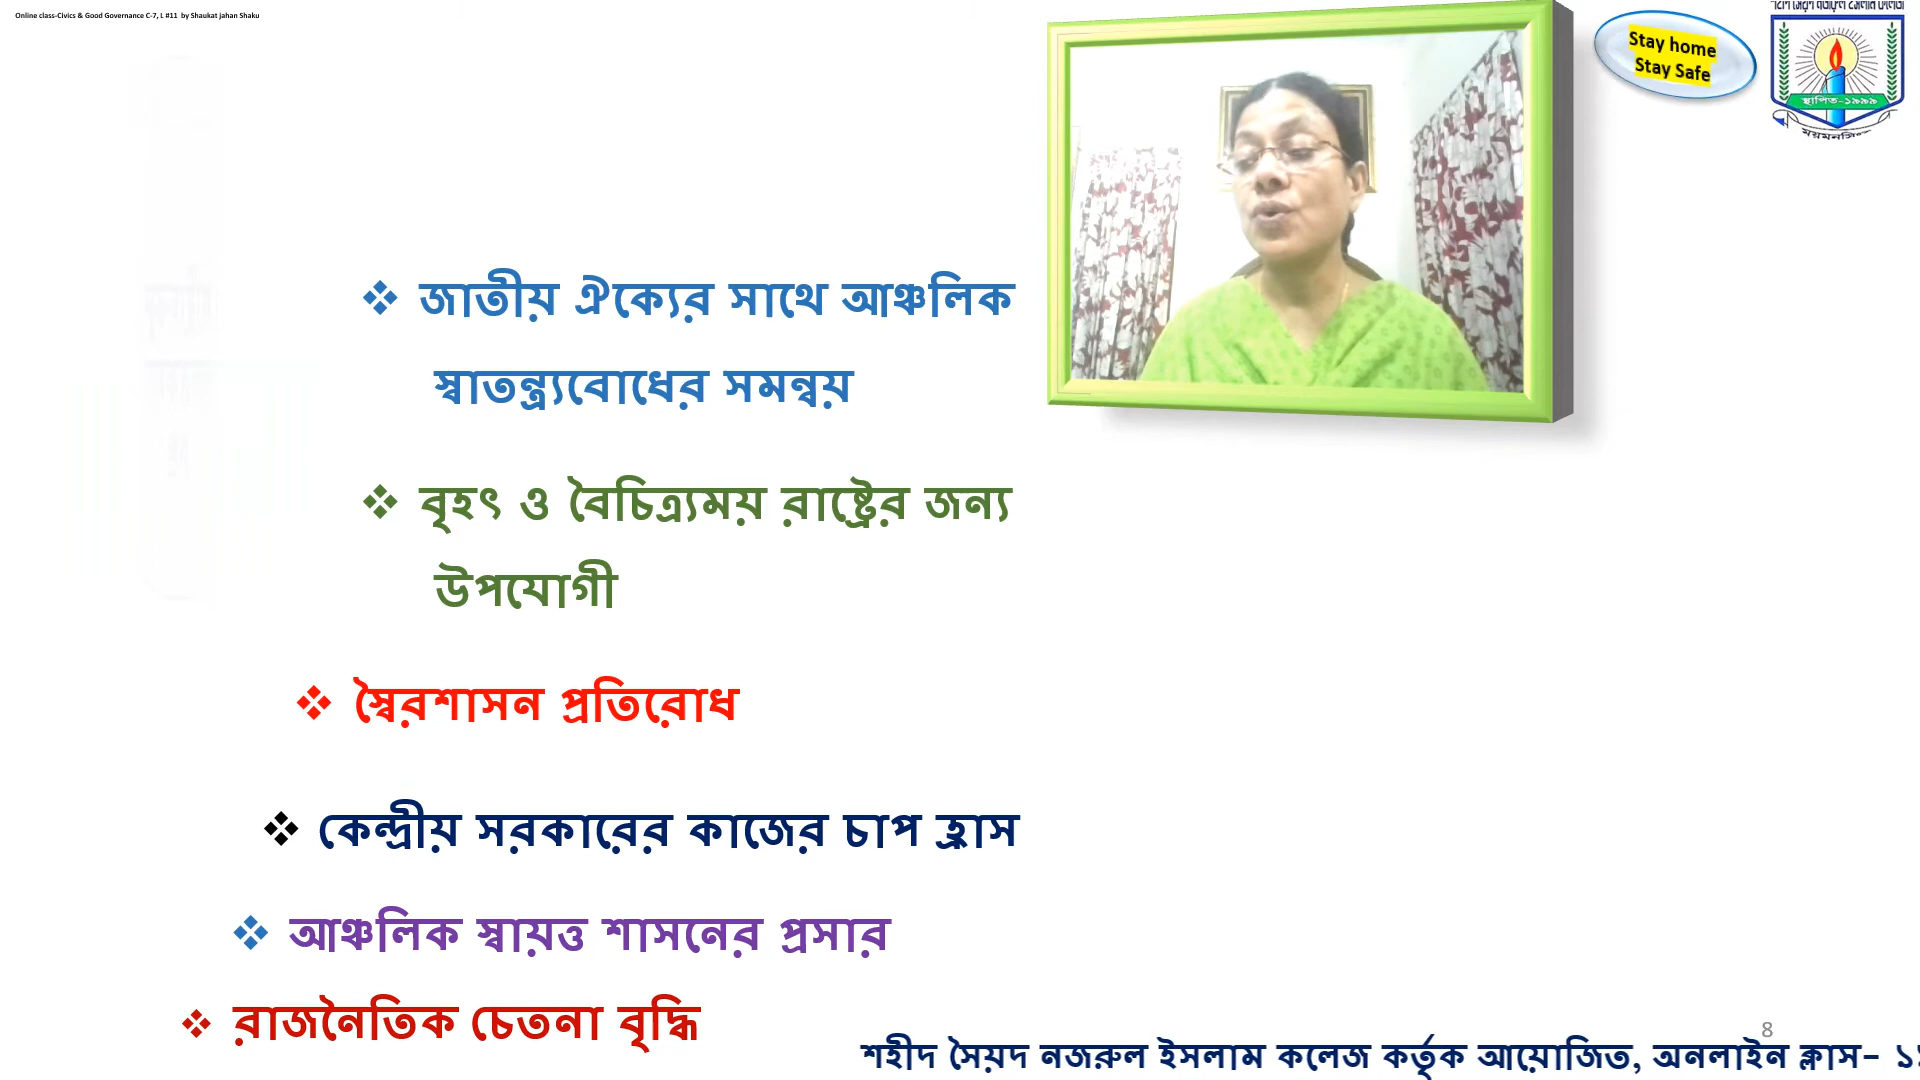 Online class-Civics & Good Governance C-7, L #11 by Shaukat jahan Shaku
Stay home
Stay Safe
স্থাপিত-১৯৯৯
জাতীয় ঐক্যের সাথে আঞ্চলিক
স্বাতন্ত্র্যবোধের সমন্বয়
বৃহৎ ও বৈচিত্র্যময় রাষ্ট্রের জন্য
উপযোগী
স্বৈরশাসন প্রতিরোধ
কেন্দ্রীয় সরকারের কাজের চাপ হ্রাস
আঞ্চলিক স্বায়ত্ত শাসনের প্রসার
রাজনৈতিক চেতনা বৃদ্ধি
8
শহীদ সৈয়দ নজরুল ইসলাম কলেজ কর্তৃক আয়োজিত, অনলাইন ক্লাস-